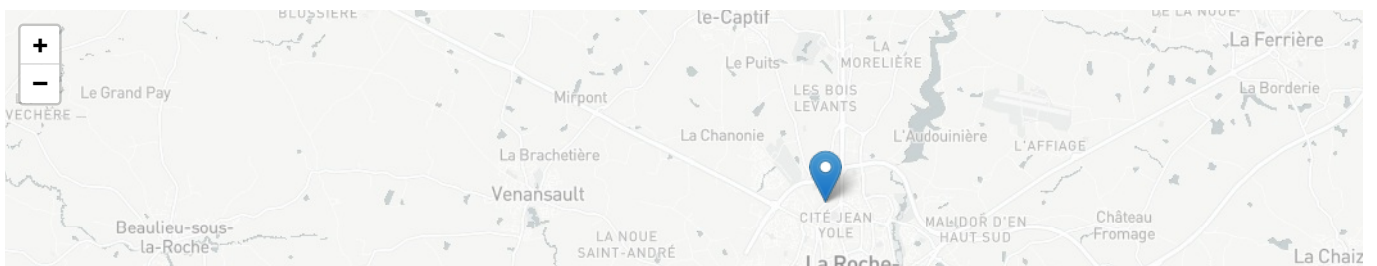 BLUSSIÈRE
le-Captif
DE LA NOUE
+
La Ferrière
LA
MORELIÈRE
Le Puits
−
Le Grand Pay
Mirpont
LES BOIS
LEVANTS
La Borderie
VECHÈRE
La Chanonie
L'Audouinière
L'AFFIAGE
La Brachetière
Venansault
CITÉ JEAN
YOLE
MALIDOR D'EN
HAUT SUD
Château
Fromage
Beaulieu-sous-
la-Roche
LA NOUE
SAINT-ANDRÉ
La Roche-
La Chaiz